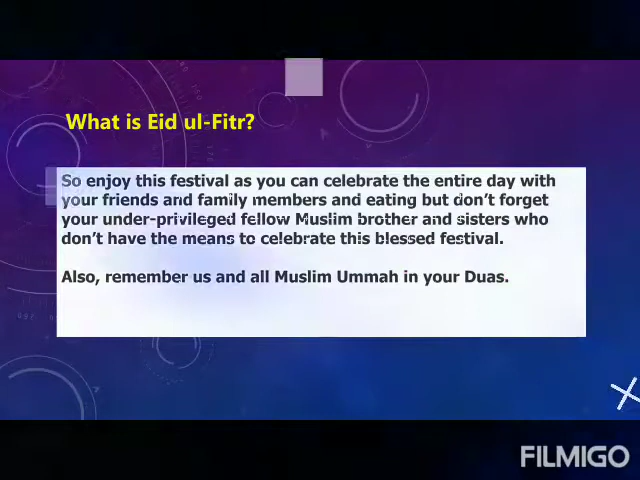 What is Eid ul-Fitr?
So enjoy this festival as you can celebrate the entire day with
your friends and family members and eating but don't forget
your under-privileged fellow Muslim brother and sisters who
don't have the means to celebrate this blessed festival.
Also, remember us and all Muslim Ummah in your Duas.
FILMIGO